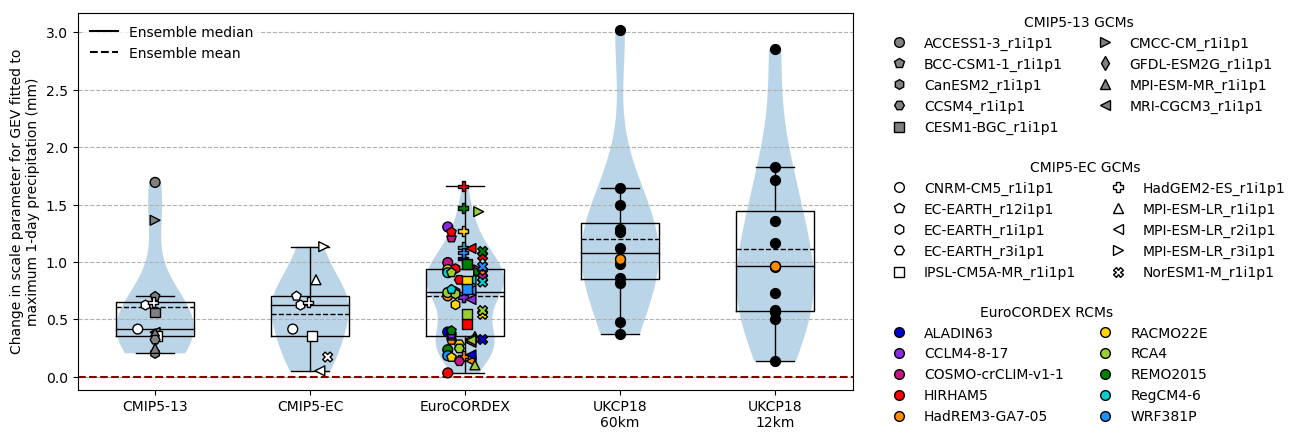 Change in scale parameter for GEV fitted to
maximum 1-day precipitation (mm)
3.0
2.5
2.0
1.5
1.0
0.5
0.0
Ensemble median
Ensemble mean
CMIP5-13
CMIP5-EC
EuroCORDEX
UKCP18
60km
UKCP18
12km
CMIP5-13 GCMs
ACCESS1-3_r1i1p1
BCC-CSM1-1_r1i1p1
CanESM2_r1i1p1
CCSM4_r1i1p1
CESM1-BGC_r1i1p1
CMCC-CM_r1i1p1
GFDL-ESM2G_r1i1p1
MPI-ESM-MR_r1i1p1
MRI-CGCM3_r1i1p1
CMIP5-EC GCMs
CNRM-CM5_r1i1p1
EC-EARTH_r12i1p1
EC-EARTH_r1i1p1
EC-EARTH_r3i1p1
IPSL-CM5A-MR_r1i1p1
HadGEM2-ES_r1i1p1
MPI-ESM-LR_r1i1p1
MPI-ESM-LR_r2i1p1
MPI-ESM-LR_r3i1p1
NorESM1-M_r1i1p1
EuroCORDEX RCMs
ALADIN63
CCLM4-8-17
COSMO-crCLIM-v1-1
HIRHAM5
HadREM3-GA7-05
RACMO22E
RCA4
REMO2015
RegCM4-6
WRF381P